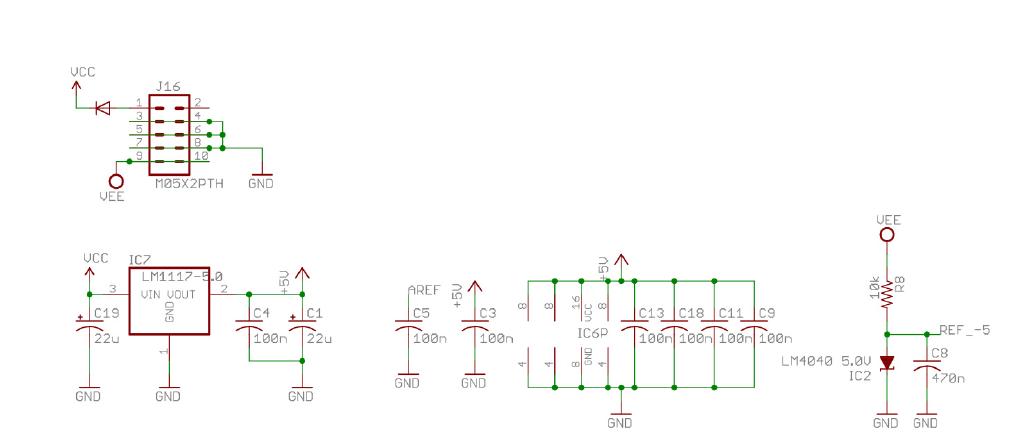 VCC
J16
1 2
3 4
5 6
7 8
9 10
VEE
M05X2PTH
GND
VEE
VCC
IC7
LM1117-5.0
3 VIN VOUT 2
GND
1
+5V
C19
22u
C4
100n
C1
22u
GND
GND
GND
AREF
C5
100n
GND
+5V
C3
100n
GND
+5V
8 8 16 VCC 8
IC6P
4 4 8 GND 4
C13
100n
C18
100n
C11
100n
C9
100n
GND
10k
R8
REF_-5
LM4040 5.0V
IC2
C8
470n
GND
GND